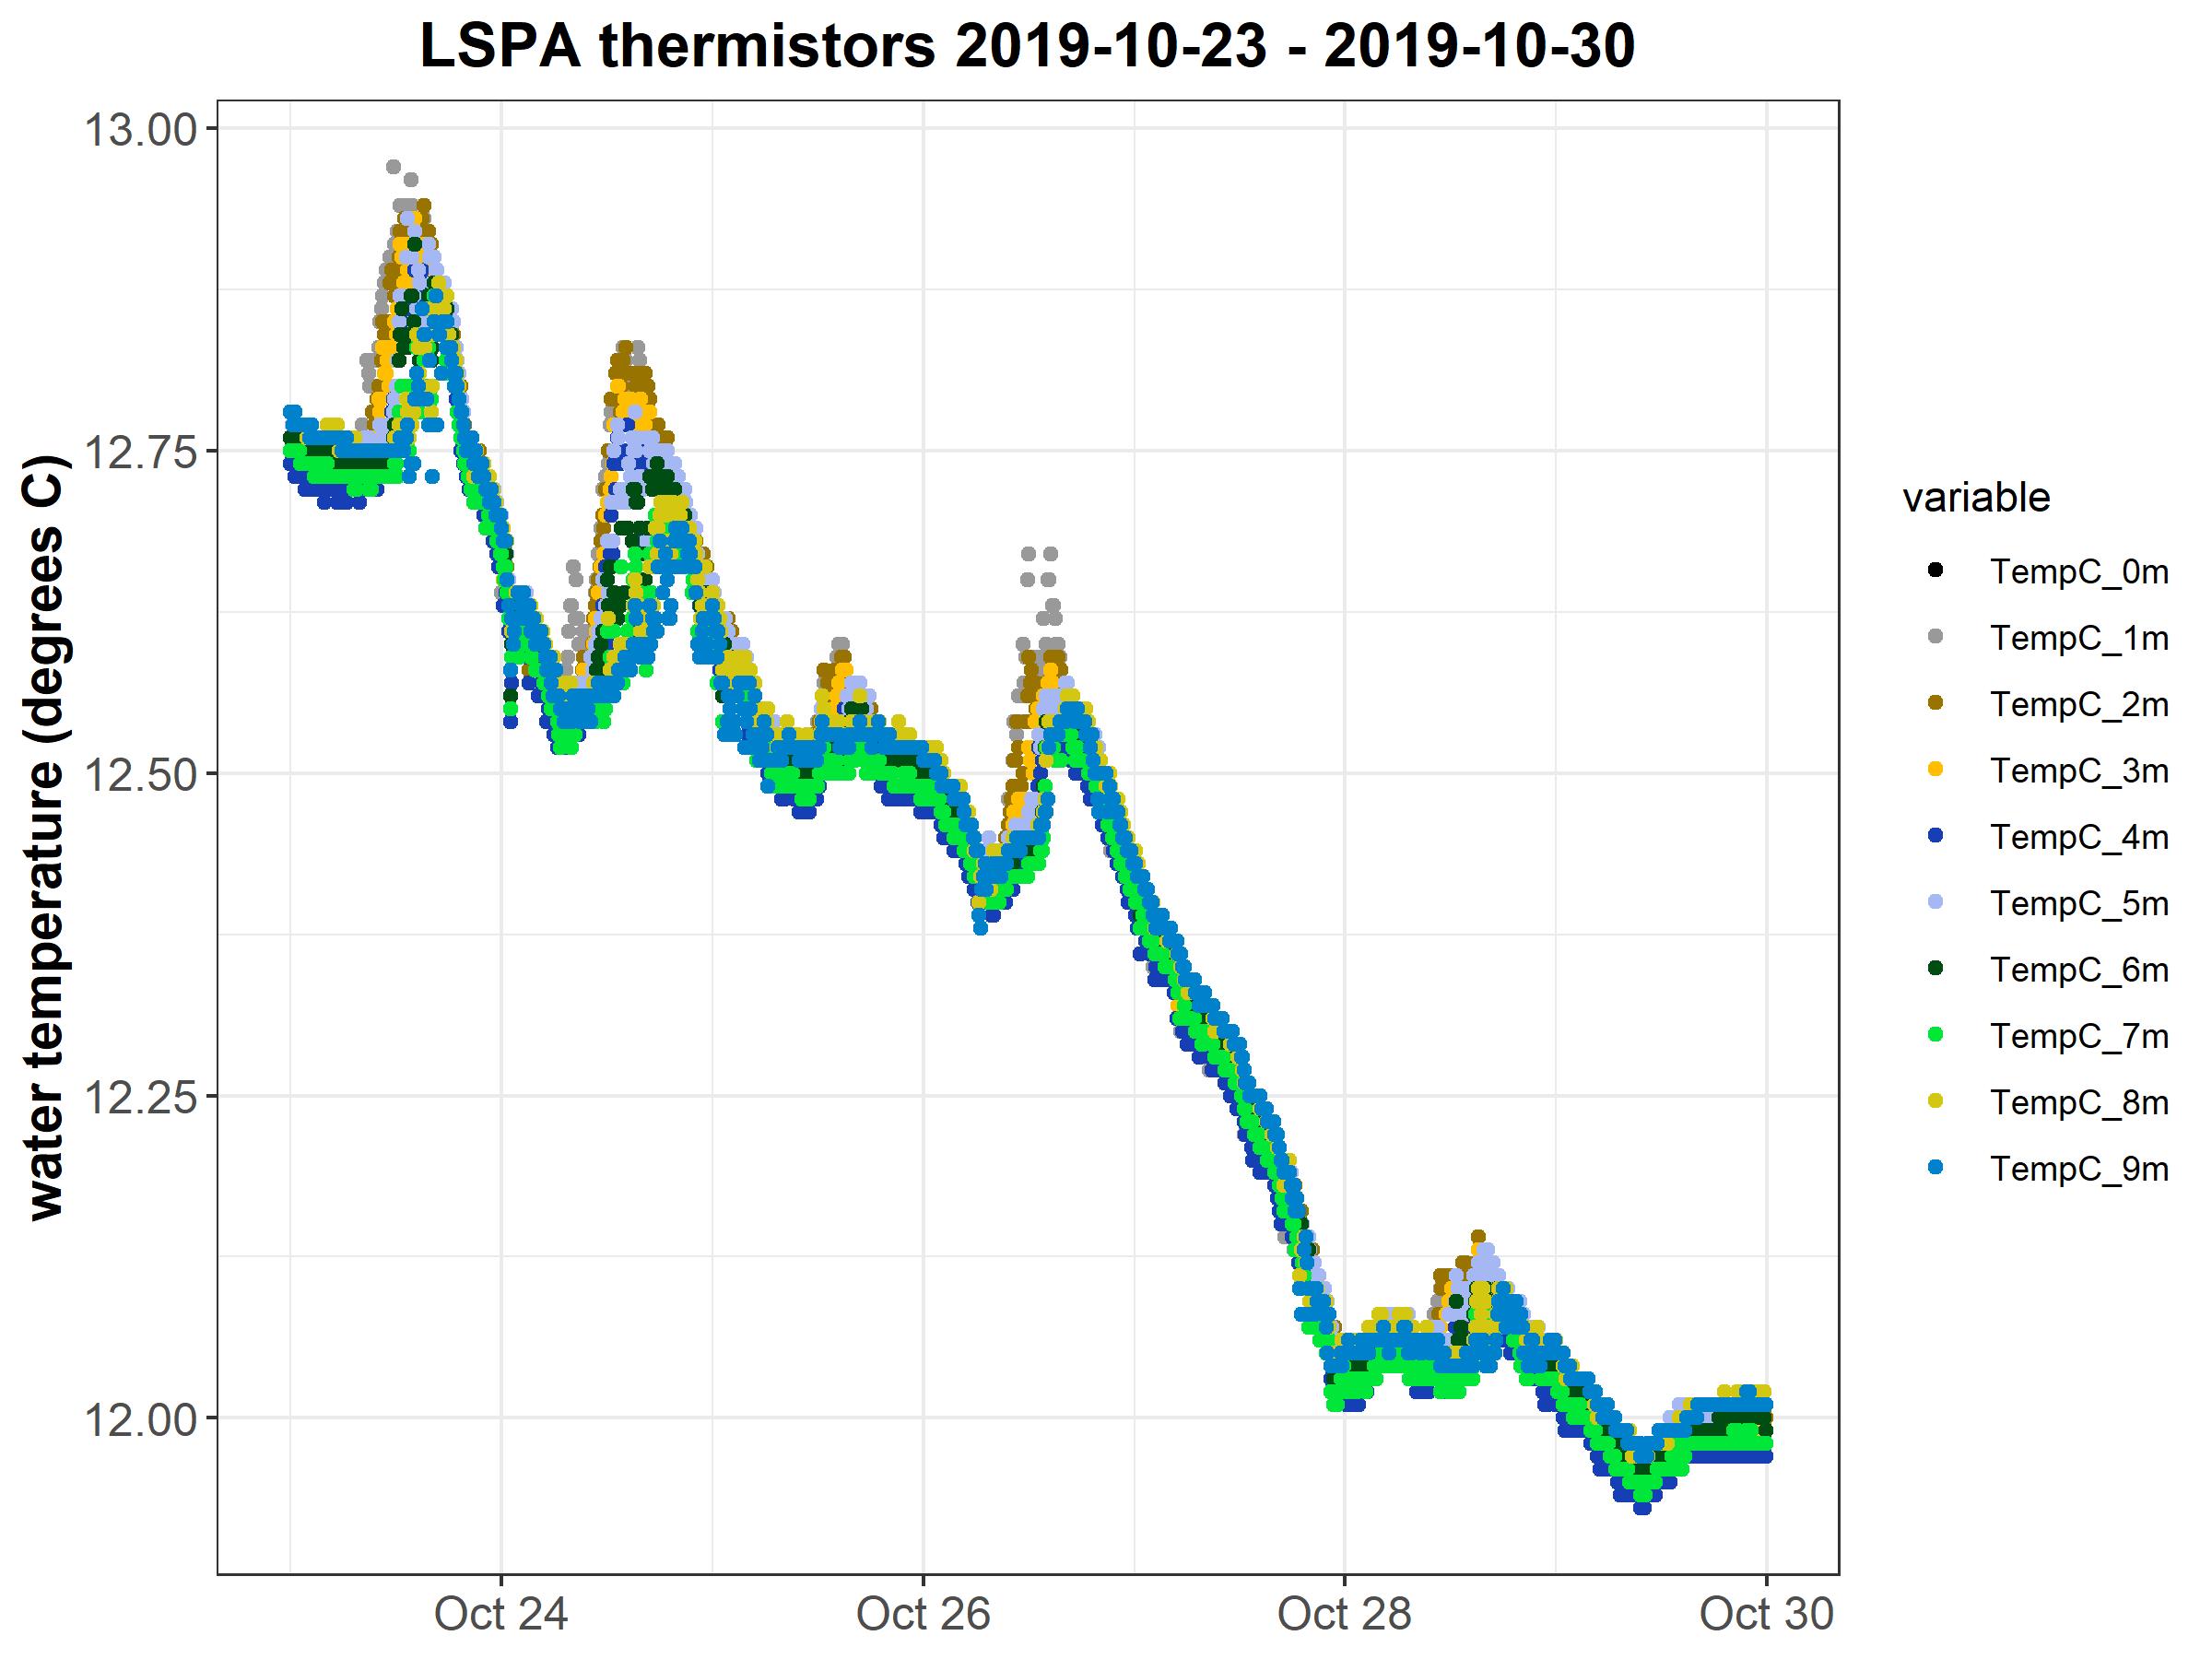 LSPA thermistors 2019-10-23 - 2019-10-30
water temperature (degrees C)
13.00
12.75
12.50
12.25
12.00
Oct 24
Oct 26
Oct 28
Oct 30
variable
TempC_0m
TempC_1m
TempC_2m
TempC_3m
TempC_4m
TempC_5m
TempC_6m
TempC_7m
TempC_8m
TempC_9m